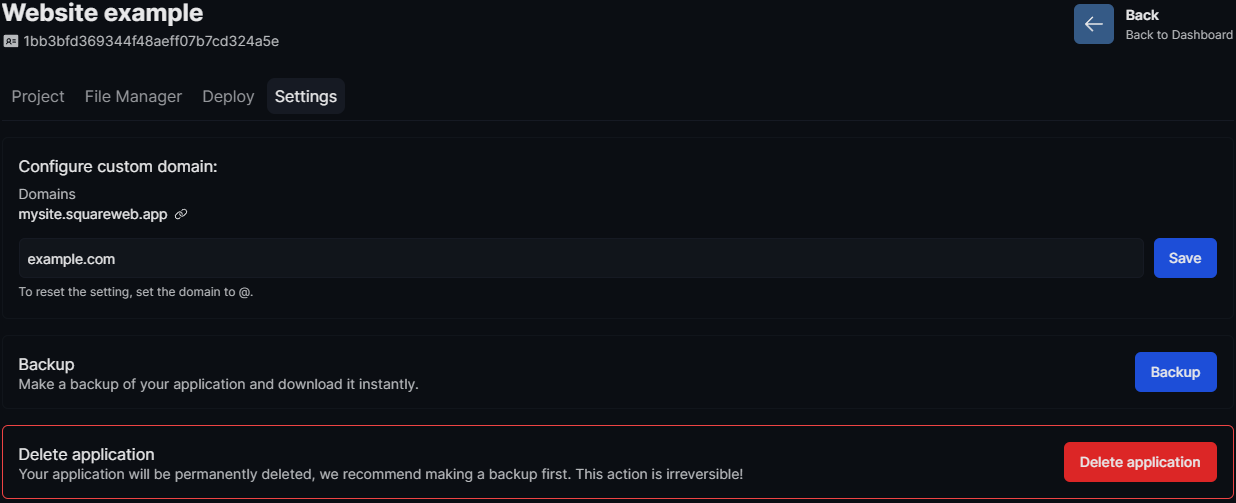 Website example
1bb3bfd369344f48aeff07b7cd324a5e
Back
Back to Dashboard
Project File Manager Deploy Settings
Configure custom domain:
Domains
mysite.squareweb.app
example.com
Save
To reset the setting, set the domain to @.
Backup
Make a backup of your application and download it instantly.
Backup
Delete application
Your application will be permanently deleted, we recommend making a backup first. This action is irreversible!
Delete application